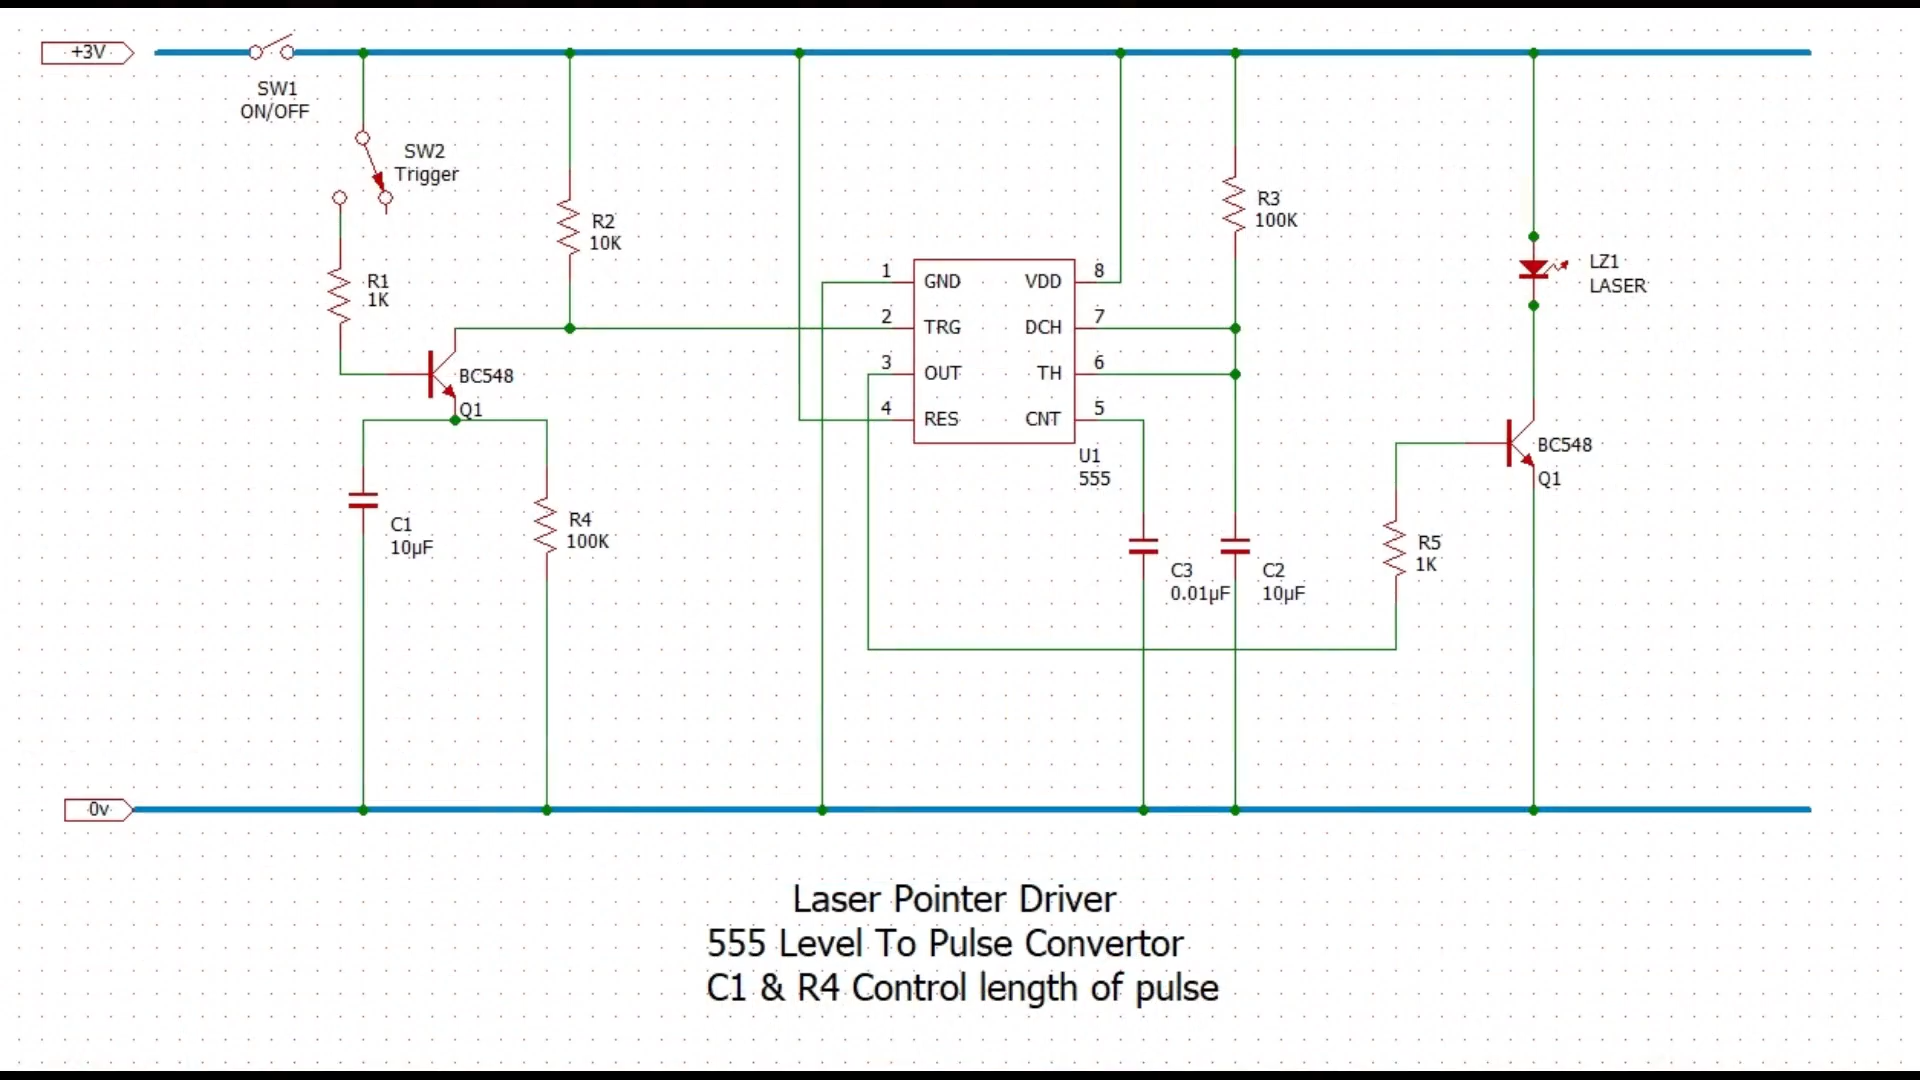 +3V
SW1
ON/OFF
SW2
Trigger
R2
10K
R3
100K
R1
1K
LZ1
LASER
1 GND VDD 8
2 TRG DCH 7
3 OUT TH 6
4 RES CNT 5
U1
555
BC548
Q1
BC548
Q1
C1
10µF
R4
100K
C3
0.01µF
C2
10µF
R5
1K
0v
Laser Pointer Driver
555 Level To Pulse Convertor
C1 & R4 Control length of pulse